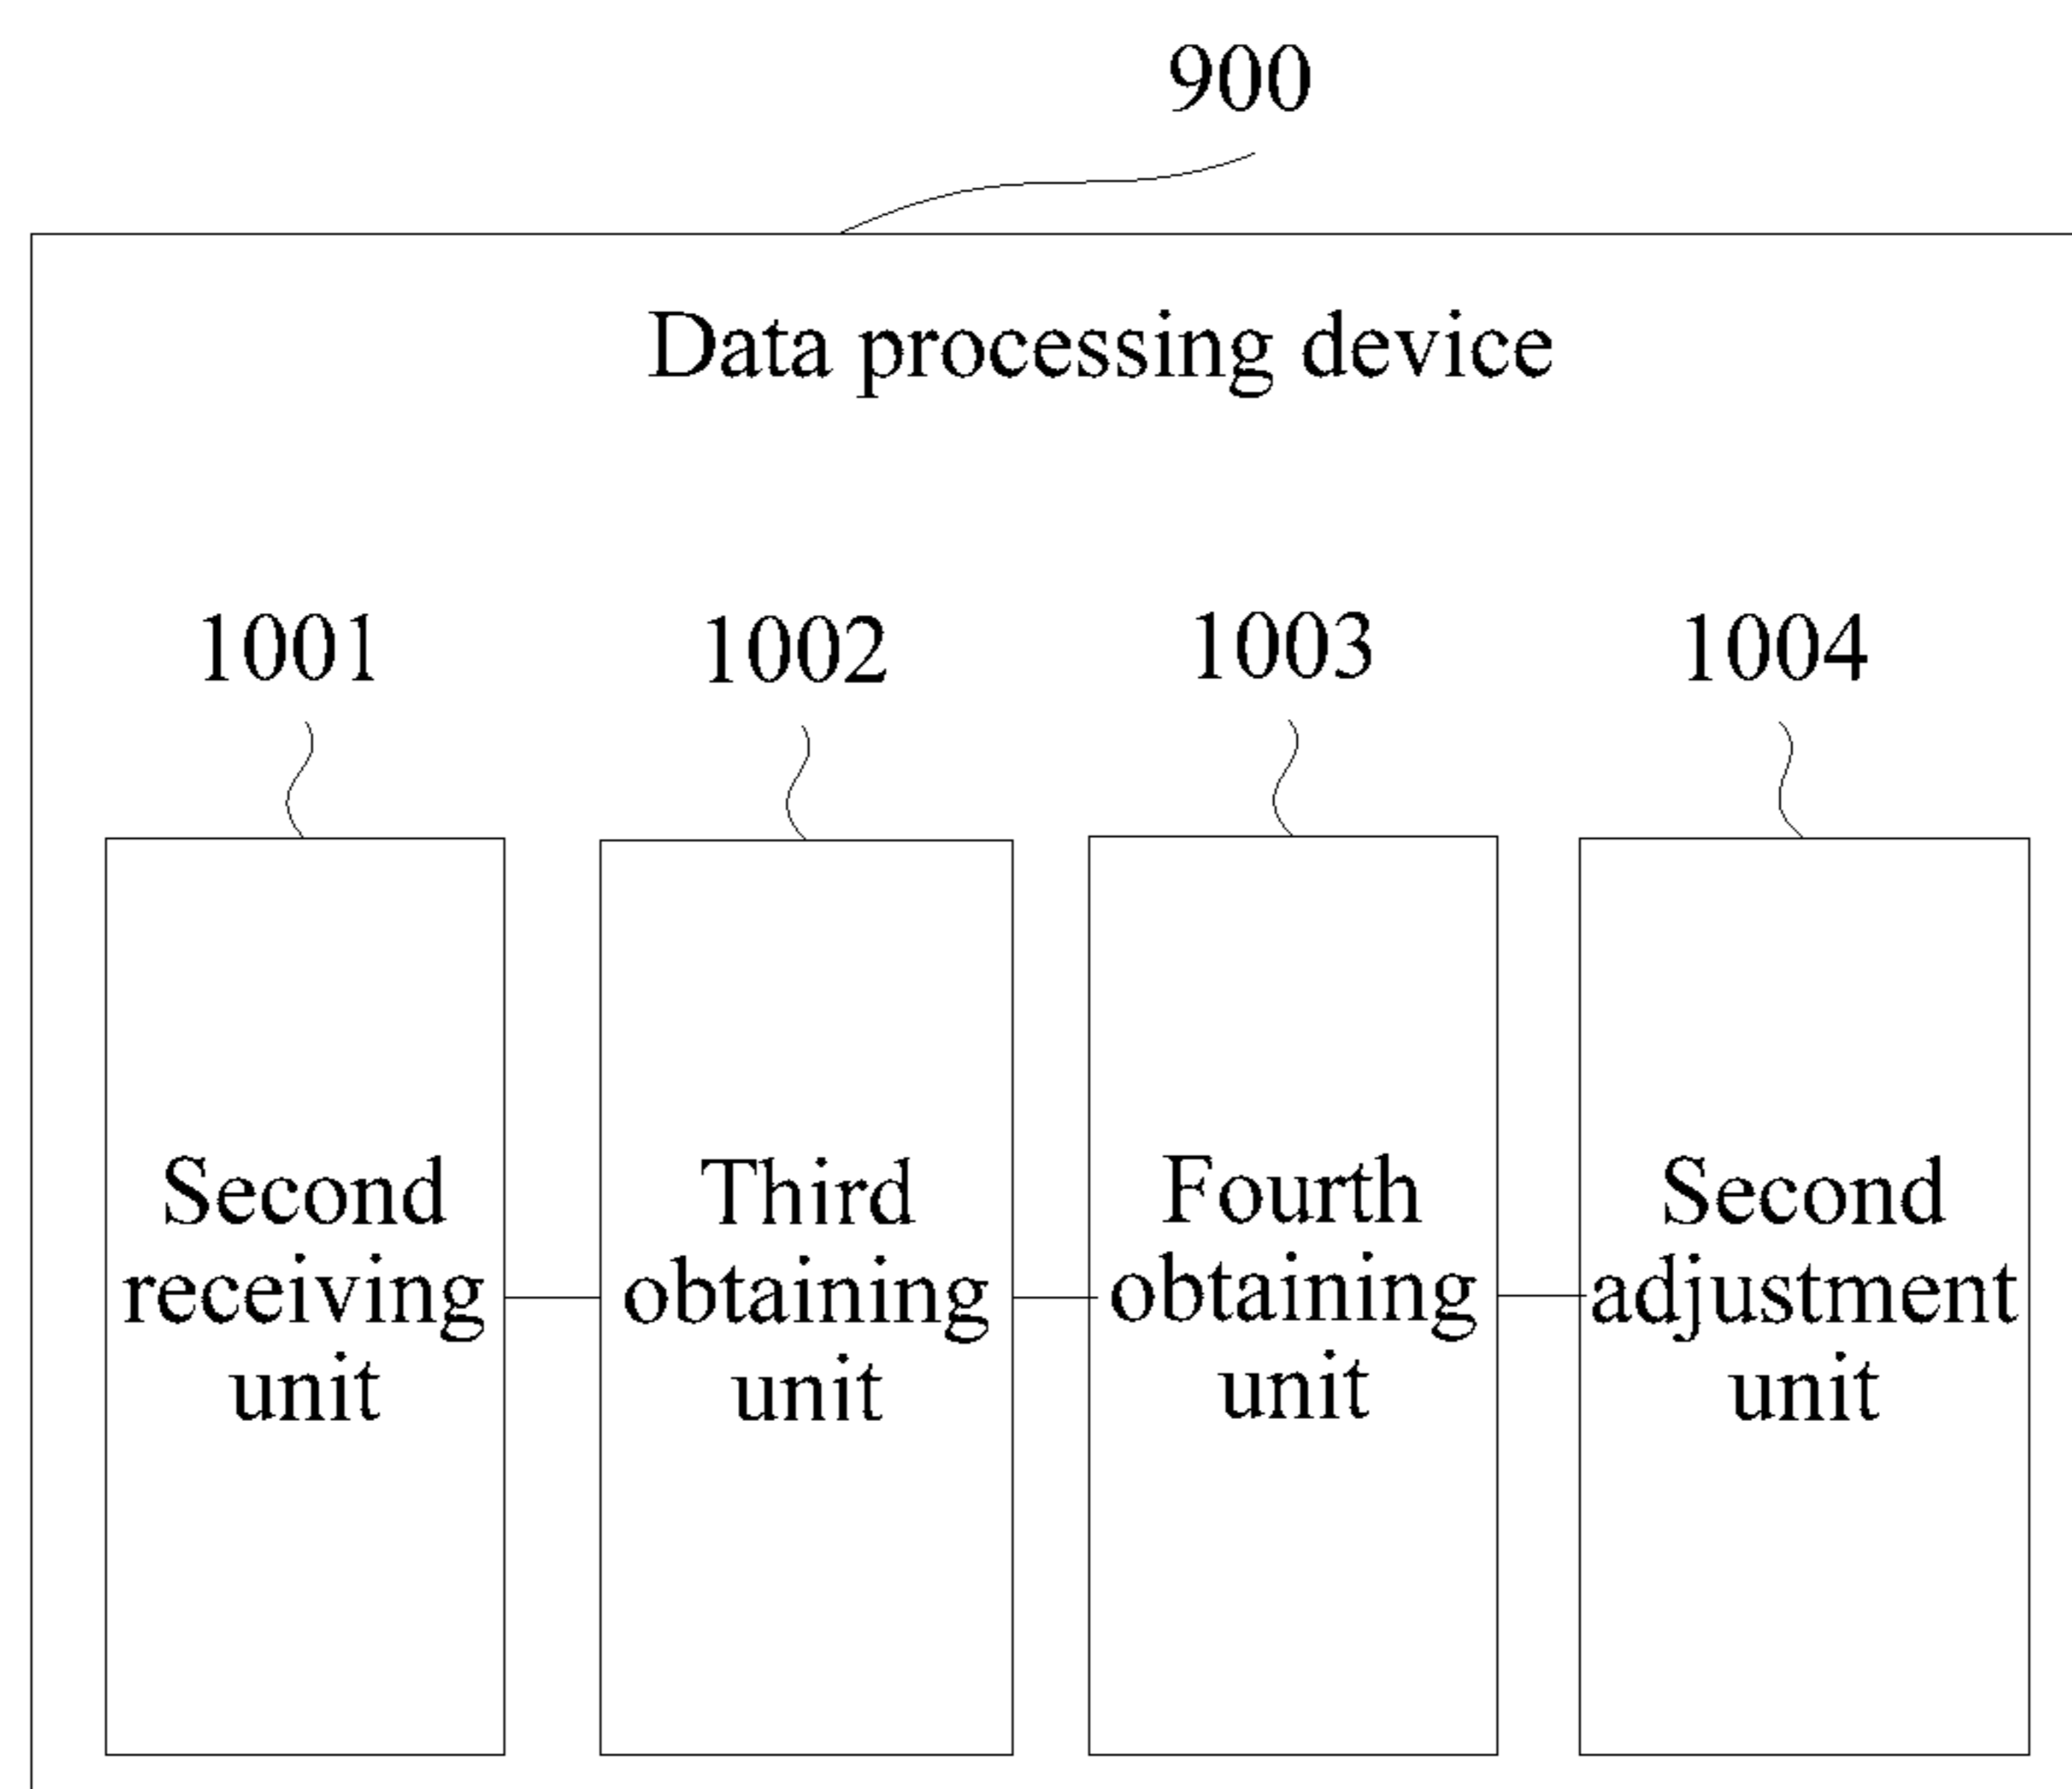 900
Data processing device
1001 1002 1003 1004
Second
receiving
unit
Third
obtaining
unit
Fourth
obtaining
unit
Second
adjustment
unit